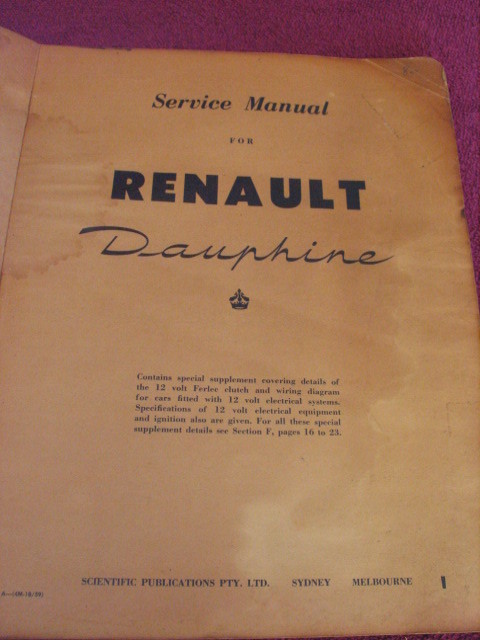 Service Manual
FOR
RENAULT
Dauphine
Contains special supplement covering details of
the 12 volt Ferlec clutch and wiring diagram
for cars fitted with 12 volt electrical systems.
Specifications of 12 volt electrical equipment
and ignition also are given. For all these special
supplement details see Section F, pages 16 to 23.
SCIENTIFIC PUBLICATIONS PTY. LTD. SYDNEY MELBOURNE